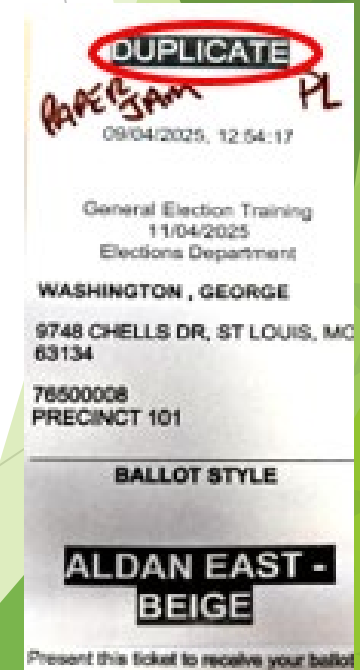 DUPLICATE
PAPER JAM PL
09/04/2025, 12:54:17
General Election Training
11/04/2025
Elections Department
WASHINGTON , GEORGE
9748 CHELLS DR, ST LOUIS, MO
63134
76500008
PRECINCT 101
BALLOT STYLE
ALDAN EAST -
BEIGE
Present this ticket to receive your ballot